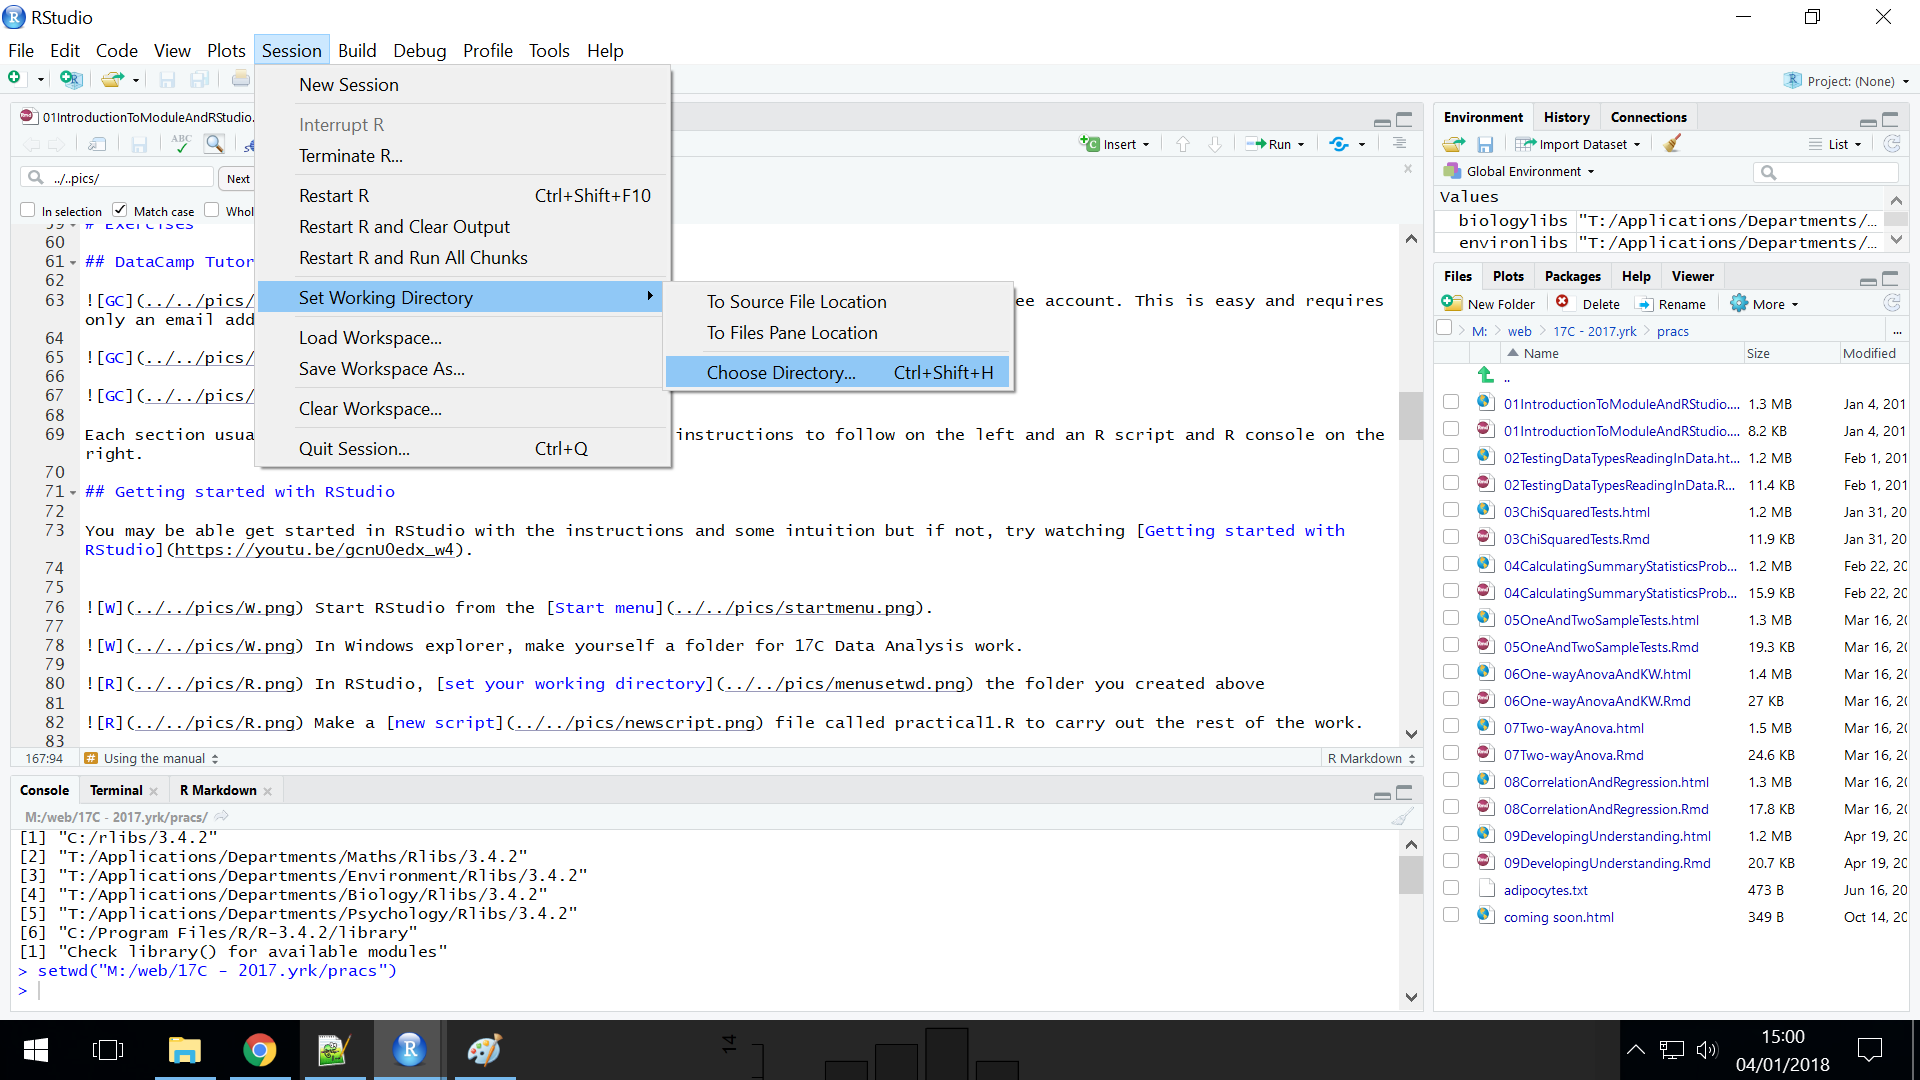 RStudio
File Edit Code View Plots Session Build Debug Profile Tools Help
Project: (None)
New Session
Interrupt R
Terminate R...
Restart R Ctrl+Shift+F10
Restart R and Clear Output
Restart R and Run All Chunks
Set Working Directory
Load Workspace...
Save Workspace As...
Clear Workspace...
Quit Session... Ctrl+Q
To Source File Location
To Files Pane Location
Choose Directory... Ctrl+Shift+H
01IntroductionToModuleAndRStudio.
ABC
Insert Run
../..pics/ Next
In selection Match case Whol
59 # Exercises
60
61 ## DataCamp Tutor
62
63 ![GC](../../pics/ ee account. This is easy and requires
only an email add
64
65 ![GC](../../pics/
66
67 ![GC](../../pics/
68
69 Each section usua instructions to follow on the left and an R script and R console on the
right.
70
71 ## Getting started with RStudio
72
73 You may be able get started in RStudio with the instructions and some intuition but if not, try watching [Getting started with
RStudio](https://youtu.be/gcnU0edx_w4).
74
75
76 ![W](../../pics/W.png) Start RStudio from the [Start menu](../../pics/startmenu.png).
77
78 ![W](../../pics/W.png) In Windows explorer, make yourself a folder for 17C Data Analysis work.
79
80 ![R](../../pics/R.png) In RStudio, [set your working directory](../../pics/menusetwd.png) the folder you created above
81
82 ![R](../../pics/R.png) Make a [new script](../../pics/newscript.png) file called practical1.R to carry out the rest of the work.
83
167:94 # Using the manual R Markdown
Console Terminal R Markdown
M:/web/17C - 2017.yrk/pracs/
[1] "C:/rlibs/3.4.2"
[2] "T:/Applications/Departments/Maths/Rlibs/3.4.2"
[3] "T:/Applications/Departments/Environment/Rlibs/3.4.2"
[4] "T:/Applications/Departments/Biology/Rlibs/3.4.2"
[5] "T:/Applications/Departments/Psychology/Rlibs/3.4.2"
[6] "C:/Program Files/R/R-3.4.2/library"
[1] "Check library() for available modules"
> setwd("M:/web/17C - 2017.yrk/pracs")
>
Environment History Connections
Import Dataset List
Global Environment
Values
biologylibs "T:/Applications/Departments/...
environlibs "T:/Applications/Departments/...
Files Plots Packages Help Viewer
New Folder Delete Rename More
M: web 17C - 2017.yrk pracs ...
Name Size Modified
..
01IntroductionToModuleAndRStudio.... 1.3 MB Jan 4, 201
01IntroductionToModuleAndRStudio.... 8.2 KB Jan 4, 201
02TestingDataTypesReadingInData.ht... 1.2 MB Feb 1, 201
02TestingDataTypesReadingInData.R... 11.4 KB Feb 1, 201
03ChiSquaredTests.html 1.2 MB Jan 31, 20
03ChiSquaredTests.Rmd 11.9 KB Jan 31, 20
04CalculatingSummaryStatisticsProb... 1.2 MB Feb 22, 20
04CalculatingSummaryStatisticsProb... 15.9 KB Feb 22, 20
05OneAndTwoSampleTests.html 1.3 MB Mar 16, 20
05OneAndTwoSampleTests.Rmd 19.3 KB Mar 16, 20
06One-wayAnovaAndKW.html 1.4 MB Mar 16, 20
06One-wayAnovaAndKW.Rmd 27 KB Mar 16, 20
07Two-wayAnova.html 1.5 MB Mar 16, 20
07Two-wayAnova.Rmd 24.6 KB Mar 16, 20
08CorrelationAndRegression.html 1.3 MB Mar 16, 20
08CorrelationAndRegression.Rmd 17.8 KB Mar 16, 20
09DevelopingUnderstanding.html 1.2 MB Apr 19, 20
09DevelopingUnderstanding.Rmd 20.7 KB Apr 19, 20
adipocytes.txt 473 B Jun 16, 20
coming soon.html 349 B Oct 14, 20
14
15:00
04/01/2018